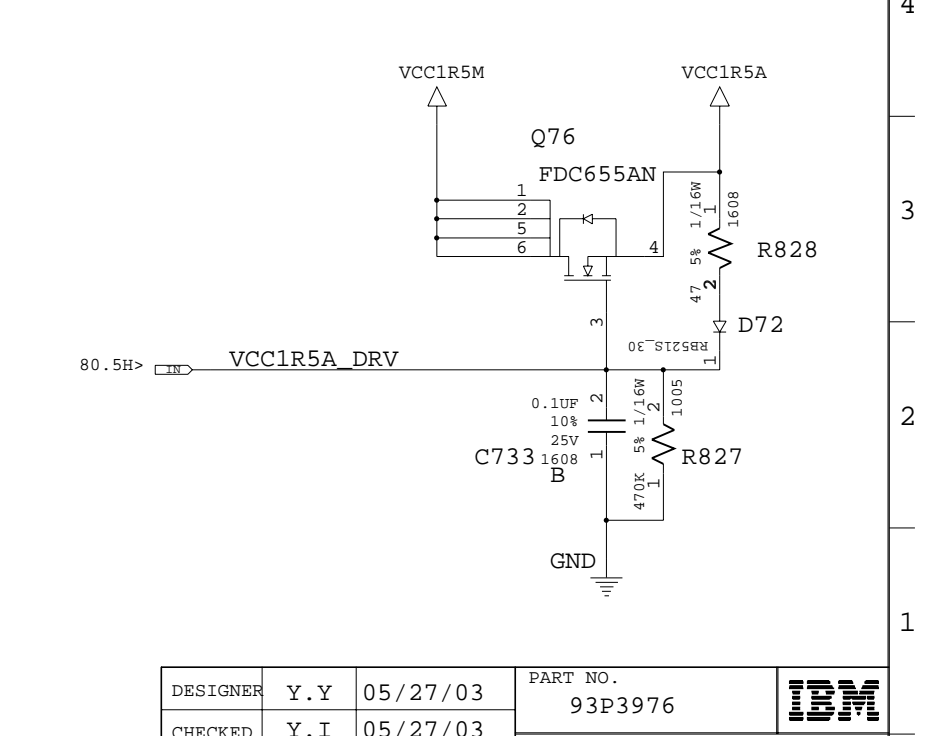 4
VCC1R5M
VCC1R5A
Q76
FDC655AN
1
2
5
6
4
3
1/16W
1
1608
5%
R828
47
2
3
D72
RB521S_30
1
80.5H>
IN
VCC1R5A_DRV
2
0.1UF
2
1/16W
2
1005
10%
25V
5%
C733
1608
1
R827
B
470K
1
GND
1
DESIGNER
Y.Y
05/27/03
PART NO.
93P3976
IBM
CHECKED
Y.I
05/27/03